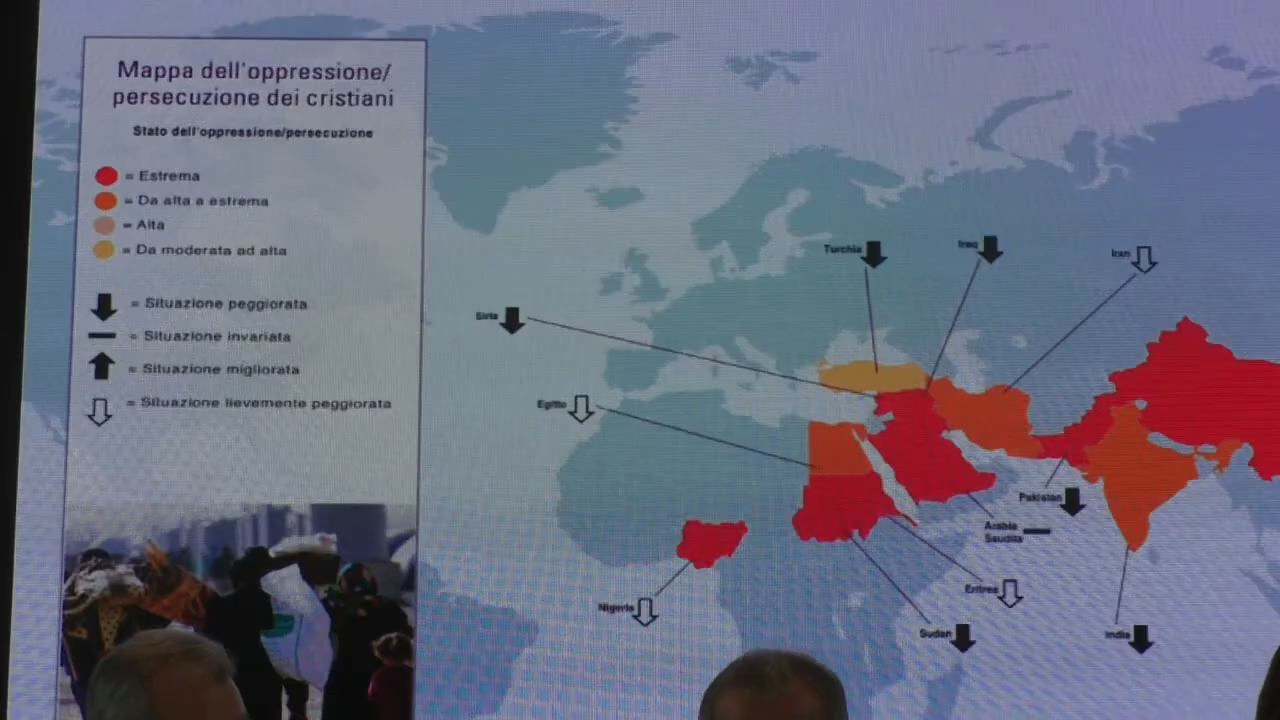 Mappa dell'oppressione/
persecuzione dei cristiani
Stato dell'oppressione/persecuzione
= Estrema
= Da alta a estrema
= Alta
= Da moderata ad alta
= Situazione peggiorata
= Situazione invariata
= Situazione migliorata
= Situazione lievemente peggiorata
Turchia
Iraq
Iran
Siria
Egitto
Pakistan
Arabia
Saudita
Eritrea
Nigeria
Sudan
India